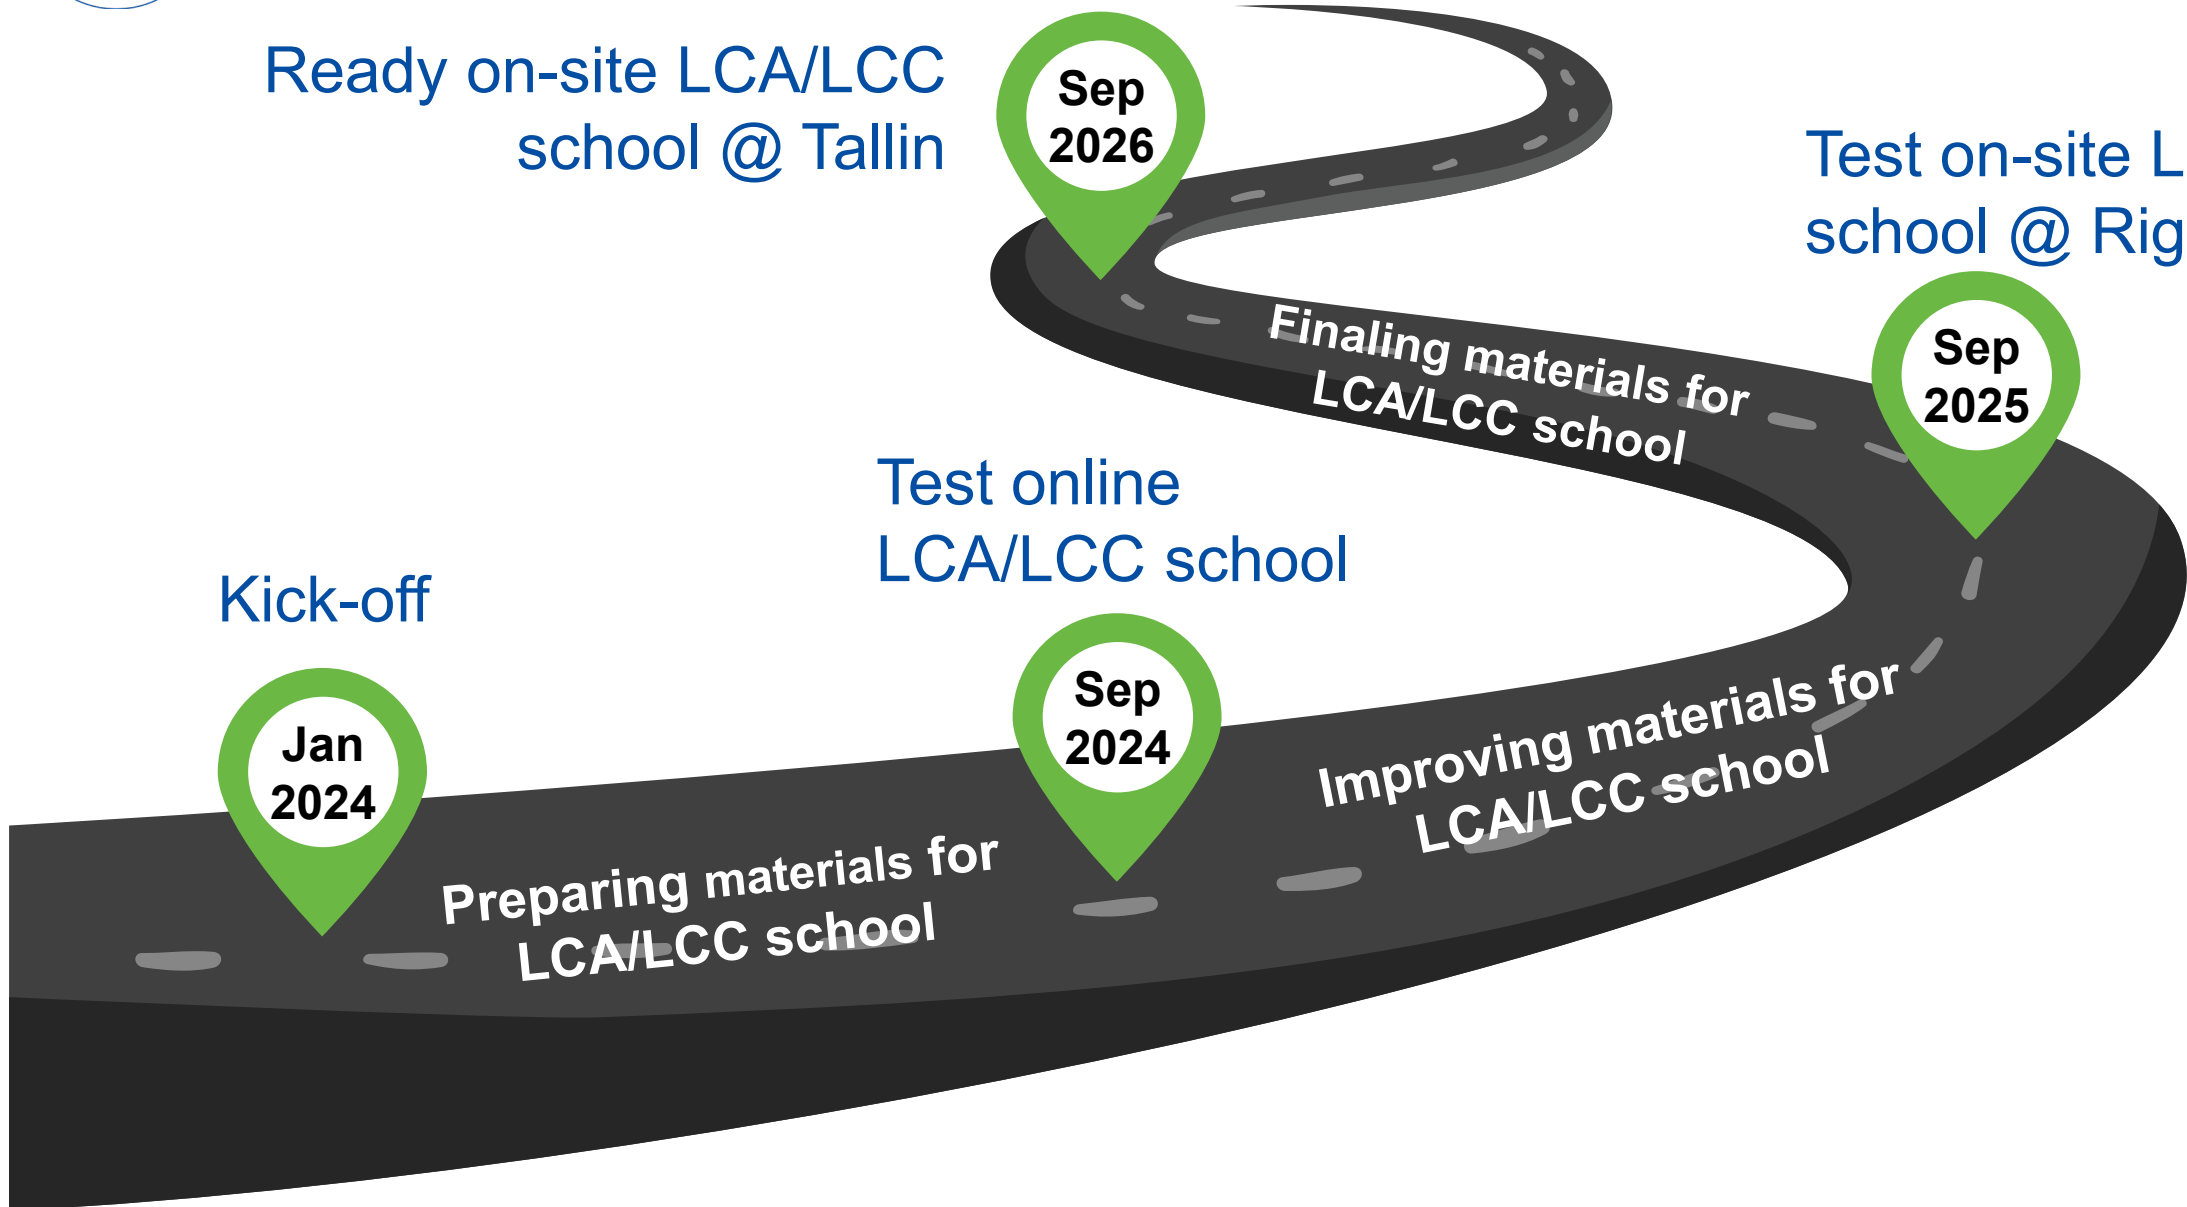 Ready on-site LCA/LCC
school @ Tallin
Sep
2026
Test on-site L
school @ Rig
Sep
2025
Finaling materials for
LCA/LCC school
Test online
LCA/LCC school
Sep
2024
Kick-off
Jan
2024
Improving materials for
LCA/LCC school
Preparing materials for
LCA/LCC school